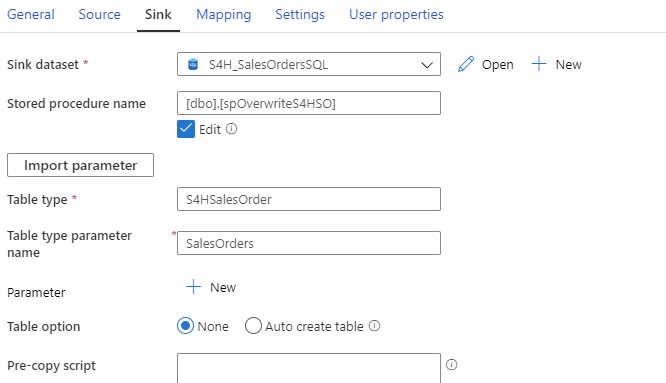 General Source Sink Mapping Settings User properties
Sink dataset * S4H_SalesOrdersSQL Open New
Stored procedure name [dbo].[spOverwriteS4HSO]
Edit
Import parameter
Table type * S4HSalesOrder
Table type parameter name * SalesOrders
Parameter New
Table option None Auto create table
Pre-copy script